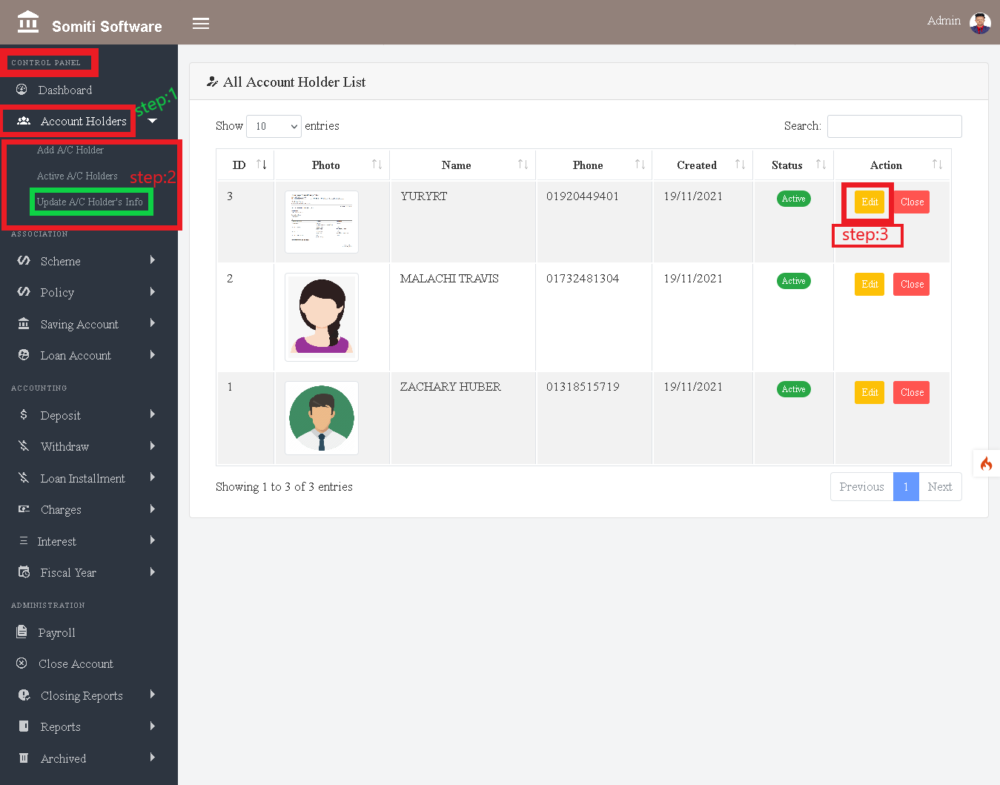 Somiti Software
Admin
CONTROL PANEL
Dashboard
step:1
Account Holders
Add A/C Holder
Active A/C Holders
step:2
Update A/C Holder's Info
ASSOCIATION
Scheme
Policy
Saving Account
Loan Account
ACCOUNTING
Deposit
Withdraw
Loan Installment
Charges
Interest
Fiscal Year
ADMINISTRATION
Payroll
Close Account
Closing Reports
Reports
Archived
All Account Holder List
Show 10 entries
Search:
ID Photo Name Phone Created Status Action
3 YURYRT 01920449401 19/11/2021 Active Edit Close
step:3
2 MALACHI TRAVIS 01732481304 19/11/2021 Active Edit Close
1 ZACHARY HUBER 01318515719 19/11/2021 Active Edit Close
Showing 1 to 3 of 3 entries
Previous 1 Next